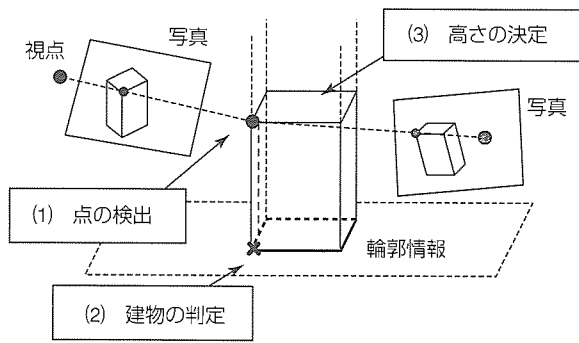 視点
写真
(3) 高さの決定
写真
(1) 点の検出
輪郭情報
(2) 建物の判定